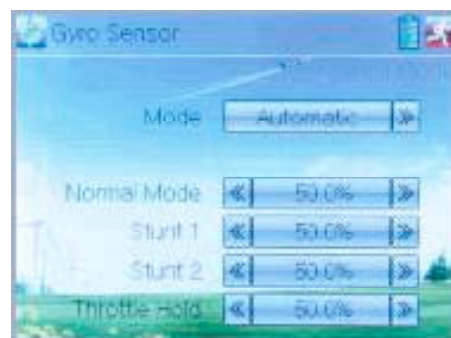 Gyro Sensor
Mode Automatic
Normal Mode 50.0%
Stunt 1 50.0%
Stunt 2 50.0%
Throttle Hold 50.0%